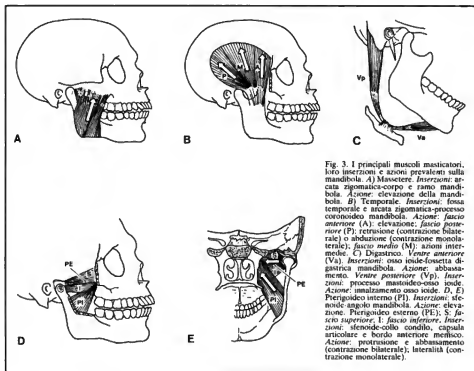 A
B
M
C
Vp
Va
Fig. 3. I principali muscoli masticatori,
loro inserzioni e azioni prevalenti sulla
mandibola. A) Massetere. Inserzioni: ar-
cata zigomatica-corpo e ramo mandi-
bola. Azione: elevazione della mandi-
bola. B) Temporale. Inserzioni: fossa
temporale e arcata zigomatica-processo
coronoideo mandibola. Azione: fascio
anteriore (A): elevazione; fascio poste-
riore (P): retrusione (contrazione bilate-
rale) o abduzione (contrazione monola-
terale); fascio medio (M): azioni inter-
medie. C) Digastrico. Ventre anteriore
(Va). Inserzioni: osso ioide-fossetta di-
gastrica mandibola. Azione: abbassa-
mento. Ventre posteriore (Vp). Inser-
zioni: processo mastoideo-osso ioide.
Azione: innalzamento osso ioide. D, E)
Pterigoideo interno (PI). Inserzioni: sfe-
noide-angolo mandibola. Azione: eleva-
zione. Pterigoideo esterno (PE); S: fa-
scio superiore, I: fascio inferiore. Inser-
zioni: sfenoide-collo condilo, capsula
articolare e bordo anteriore menisco.
Azione: protrusione e abbassamento
(contrazione bilaterale); lateralità (con-
trazione monolaterale).
PE
PI
D
PE
PI
E